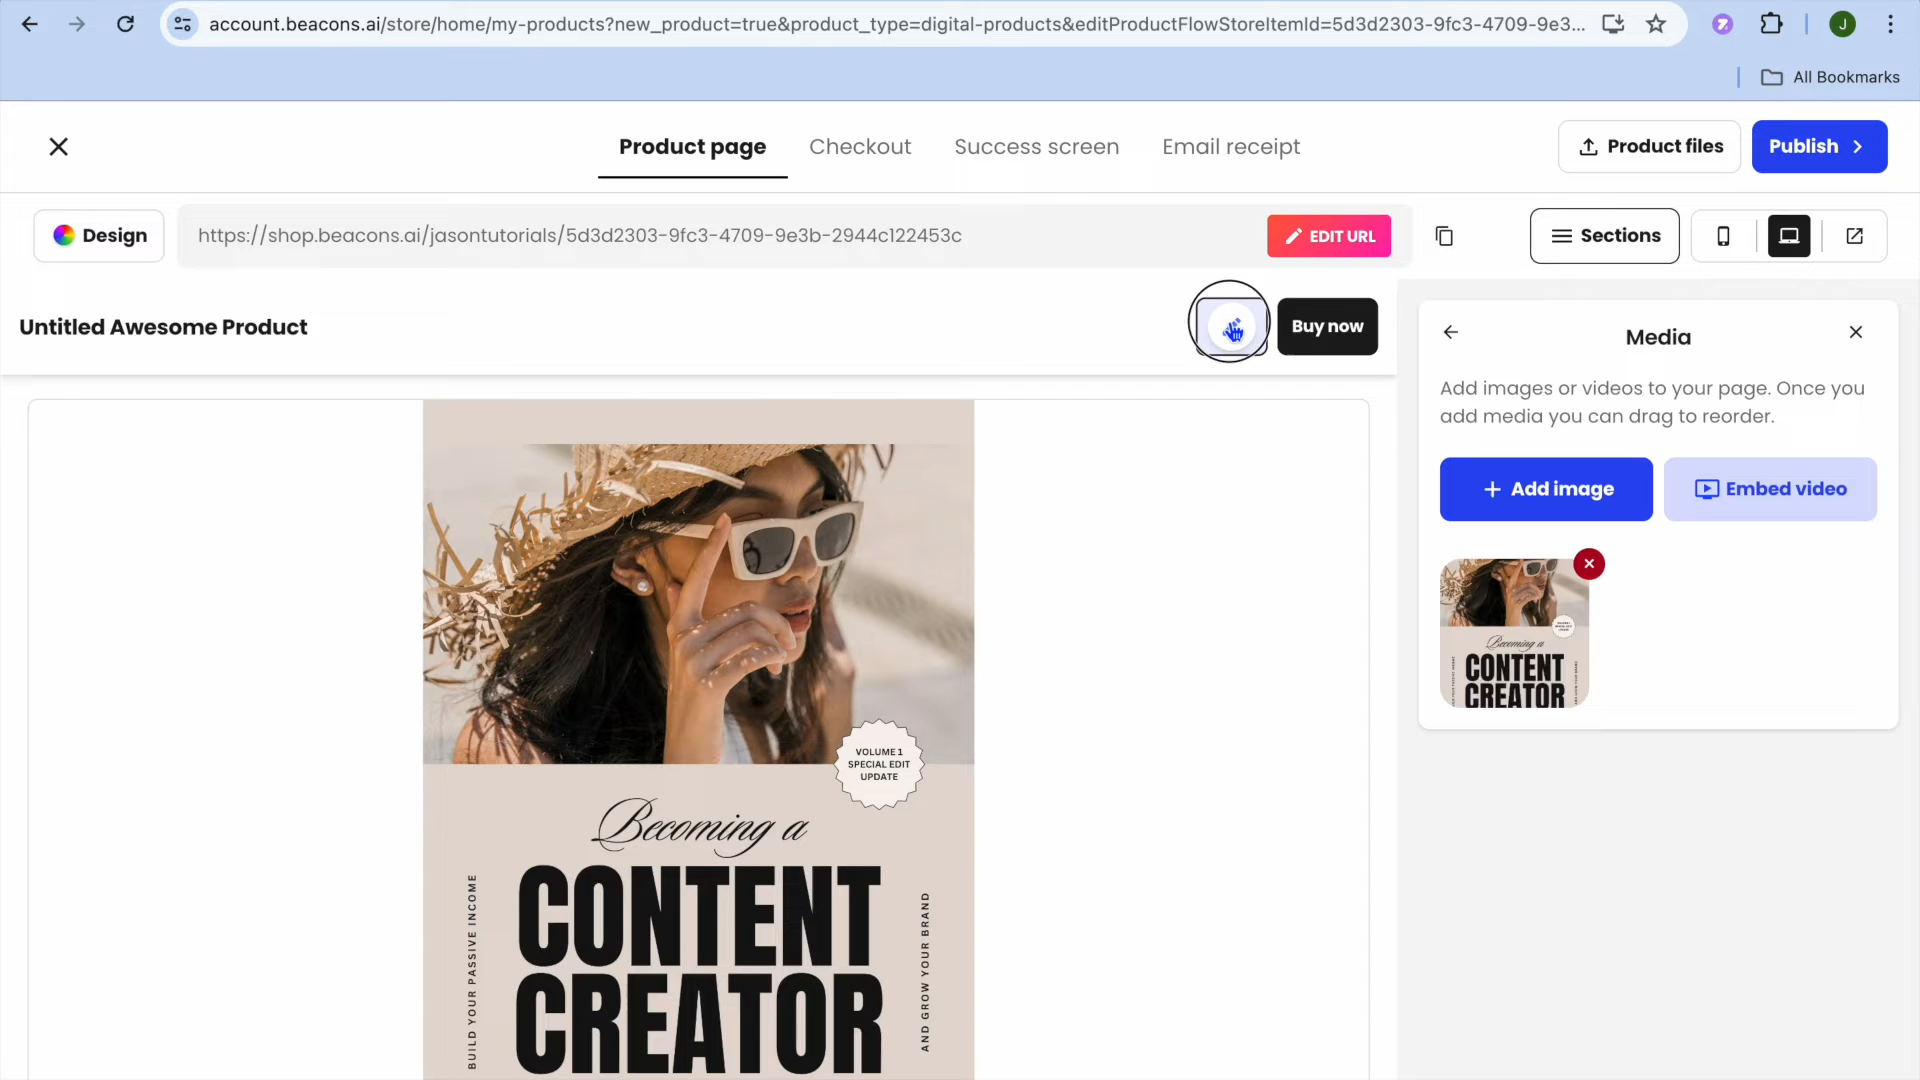 account.beacons.ai/store/home/my-products?new_product=true&product_type=digital-products&editProductFlowStoreItemId=5d3d2303-9fc3-4709-9e3...
J
All Bookmarks
Product page
Checkout
Success screen
Email receipt
Product files
Publish
Design
https://shop.beacons.ai/jasontutorials/5d3d2303-9fc3-4709-9e3b-2944c122453c
EDIT URL
Sections
Untitled Awesome Product
Buy now
Media
Add images or videos to your page. Once you
add media you can drag to reorder.
+ Add image
Embed video
VOLUME 1
SPECIAL EDIT
UPDATE
Becoming a
CONTENT
CREATOR
BUILD YOUR PASSIVE INCOME
AND GROW YOUR BRAND
Becoming a
CONTENT
CREATOR